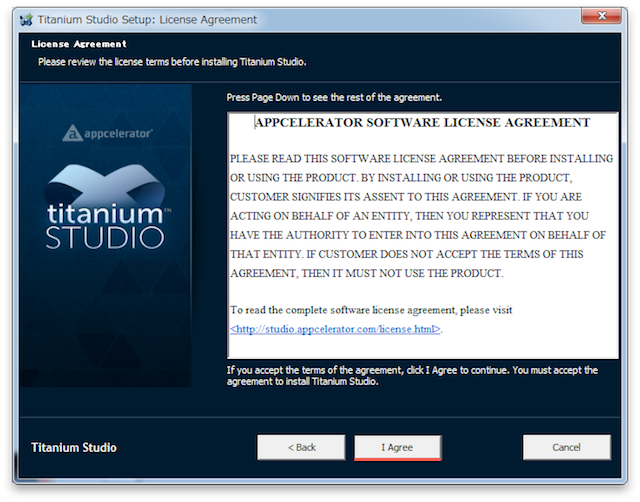 Titanium Studio Setup: License Agreement
License Agreement
Please review the license terms before installing Titanium Studio.
appcelerator®
titanium™
STUDIO
Press Page Down to see the rest of the agreement.
APPCELERATOR SOFTWARE LICENSE AGREEMENT
PLEASE READ THIS SOFTWARE LICENSE AGREEMENT BEFORE INSTALLING
OR USING THE PRODUCT. BY INSTALLING OR USING THE PRODUCT,
CUSTOMER SIGNIFIES ITS ASSENT TO THIS AGREEMENT. IF YOU ARE
ACTING ON BEHALF OF AN ENTITY, THEN YOU REPRESENT THAT YOU
HAVE THE AUTHORITY TO ENTER INTO THIS AGREEMENT ON BEHALF OF
THAT ENTITY. IF CUSTOMER DOES NOT ACCEPT THE TERMS OF THIS
AGREEMENT, THEN IT MUST NOT USE THE PRODUCT.
To read the complete software license agreement, please visit
<http://studio.appcelerator.com/license.html>.
If you accept the terms of the agreement, click I Agree to continue. You must accept the
agreement to install Titanium Studio.
Titanium Studio
< Back
I Agree
Cancel